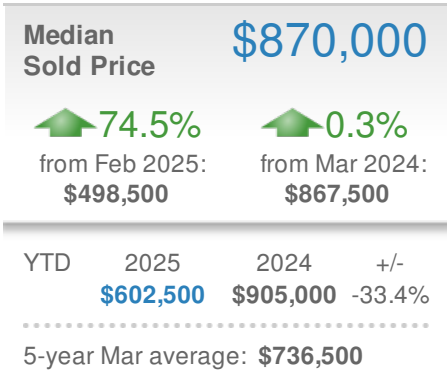 Median
Sold Price
$870,000
74.5% 0.3%
from Feb 2025: from Mar 2024:
$498,500 $867,500
YTD 2025 2024 +/-
$602,500 $905,000 -33.4%
5-year Mar average: $736,500